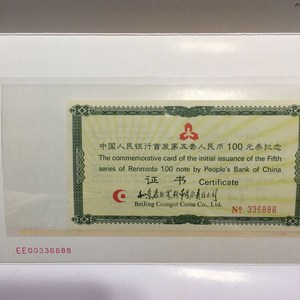 中国人民银行首发第五套人民币 100 元券纪念
The commemorative card of the initial issuance of the Fifth
series of Renminbi 100 note by People's Bank of China
证 书 Certificate
Beijing Coingot Coins Co., Ltd.
No 336888
EE00336888